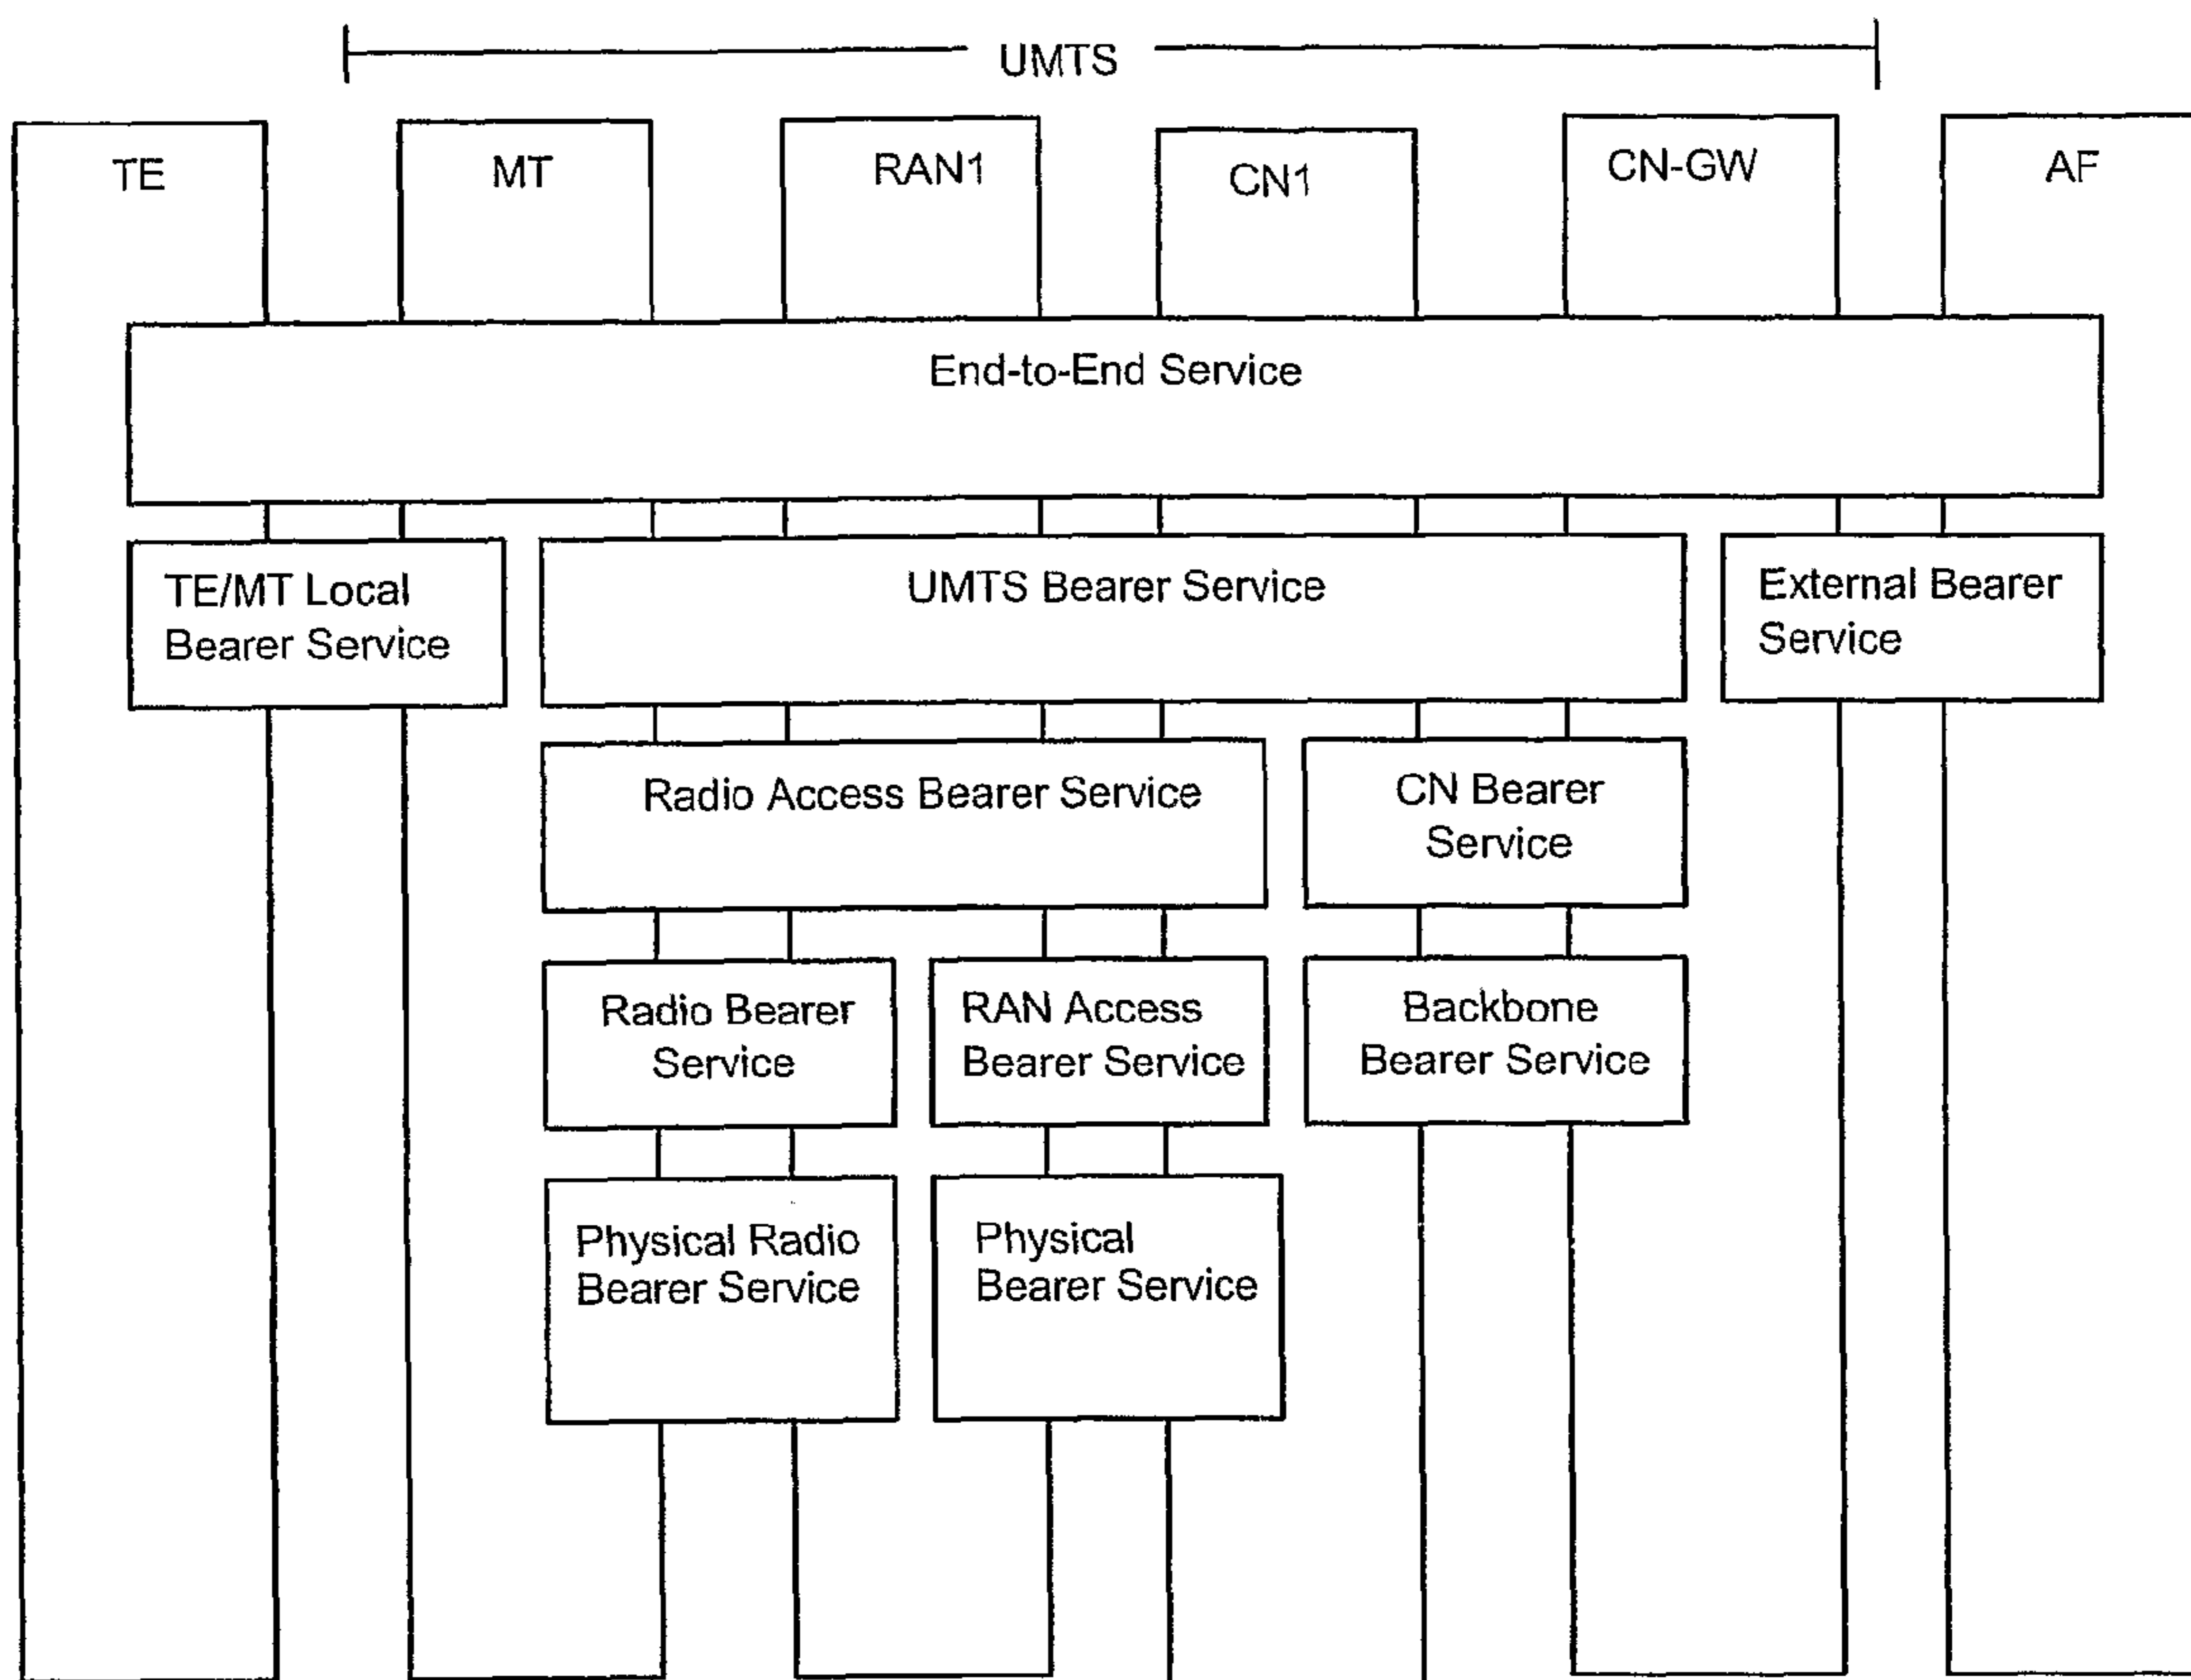 UMTS
TE
MT
RAN1
CN1
CN-GW
AF
End-to-End Service
TE/MT Local
Bearer Service
UMTS Bearer Service
External Bearer
Service
Radio Access Bearer Service
CN Bearer
Service
Radio Bearer
Service
RAN Access
Bearer Service
Backbone
Bearer Service
Physical Radio
Bearer Service
Physical
Bearer Service